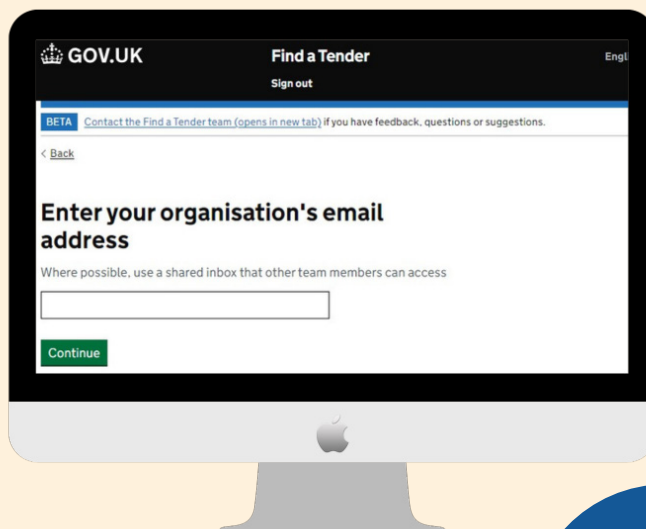 GOV.UK
Find a Tender
Engl
Sign out
BETA Contact the Find a Tender team (opens in new tab) if you have feedback, questions or suggestions.
< Back
Enter your organisation's email
address
Where possible, use a shared inbox that other team members can access
Continue